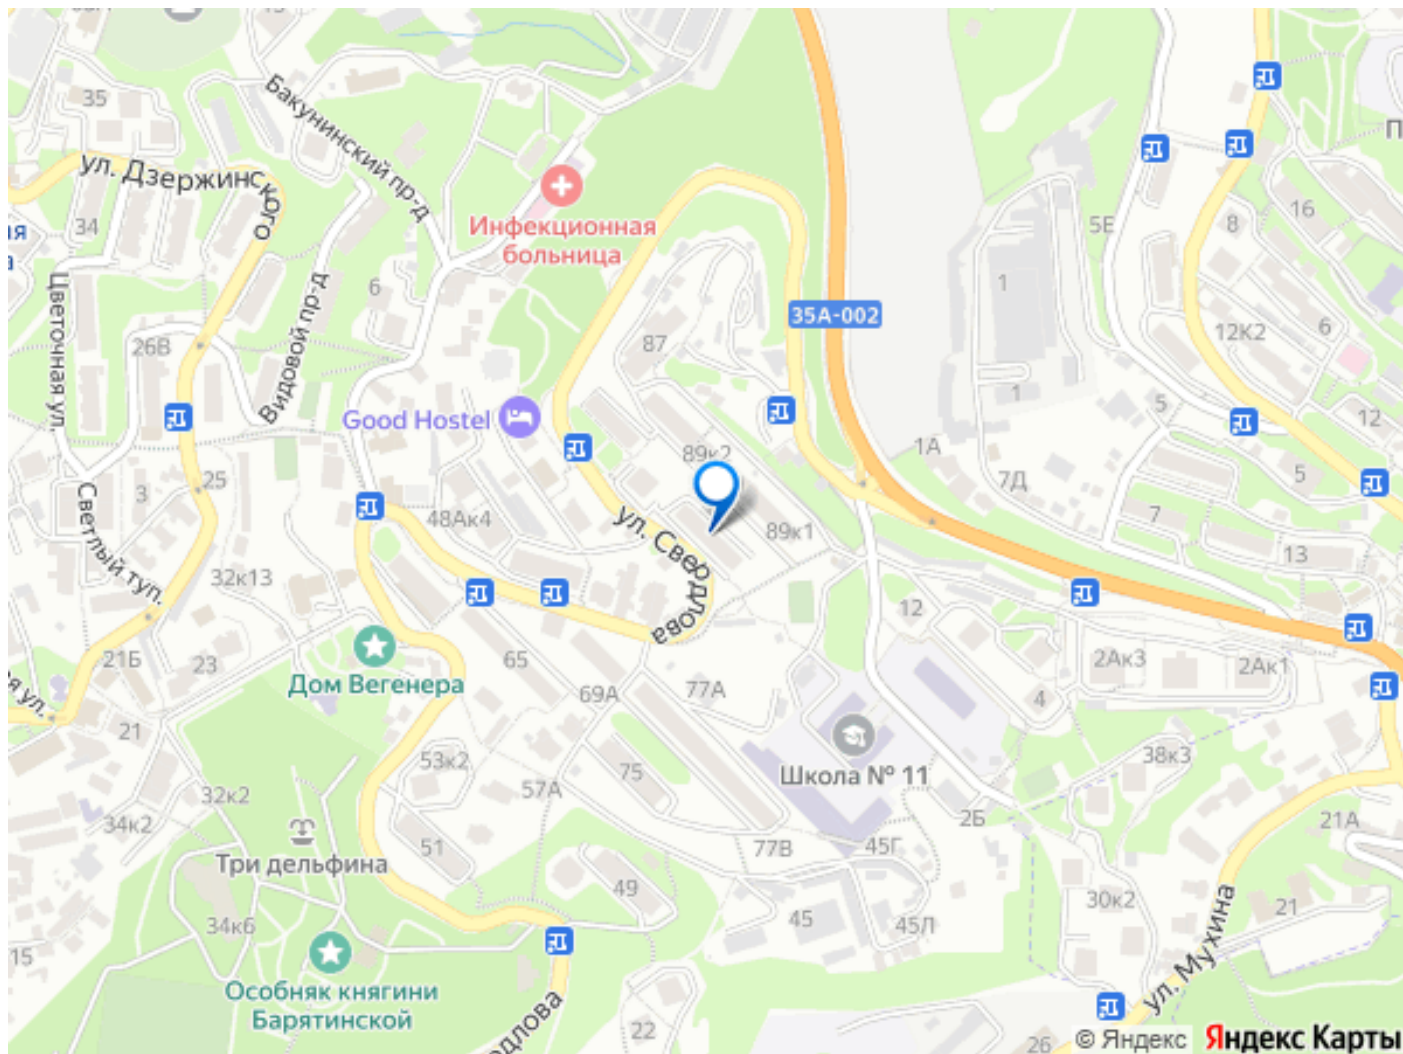 35
ул. Дзержинского
34
Бакунинский пр-д
Инфекционная
больница
5Е
8
16
1
35А-002
6
Цветочная ул.
26В
Видовой пр-д
87
12К2
6
1
5
12
Good Hostel
89к2
1А
7Д
5
3
25
48Ак4
ул. Свердлова
89к1
7
13
Светлый туп.
32к13
12
21Б
23
Дом Вегенера
65
69А
77А
2Ак3
2Ак1
4
21
53к2
75
57А
Школа № 11
38к3
32к2
34к2
51
2Б
21А
Три дельфина
77В
45Г
49
30к2
34к6
45
45Л
21
15
Особняк княгини
Барятинской
ул. Мухина
22
26
© Яндекс
Яндекс Карты